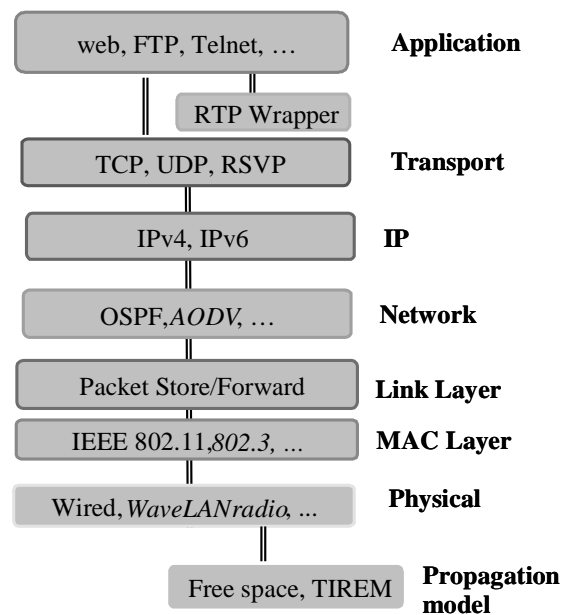 web, FTP, Telnet, …
Application
RTP Wrapper
TCP, UDP, RSVP
Transport
IPv4, IPv6
IP
OSPF,AODV, …
Network
Packet Store/Forward
Link Layer
IEEE 802.11,802.3, ...
MAC Layer
Wired,WaveLANradio, ...
Physical
Free space, TIREM
Propagation
model